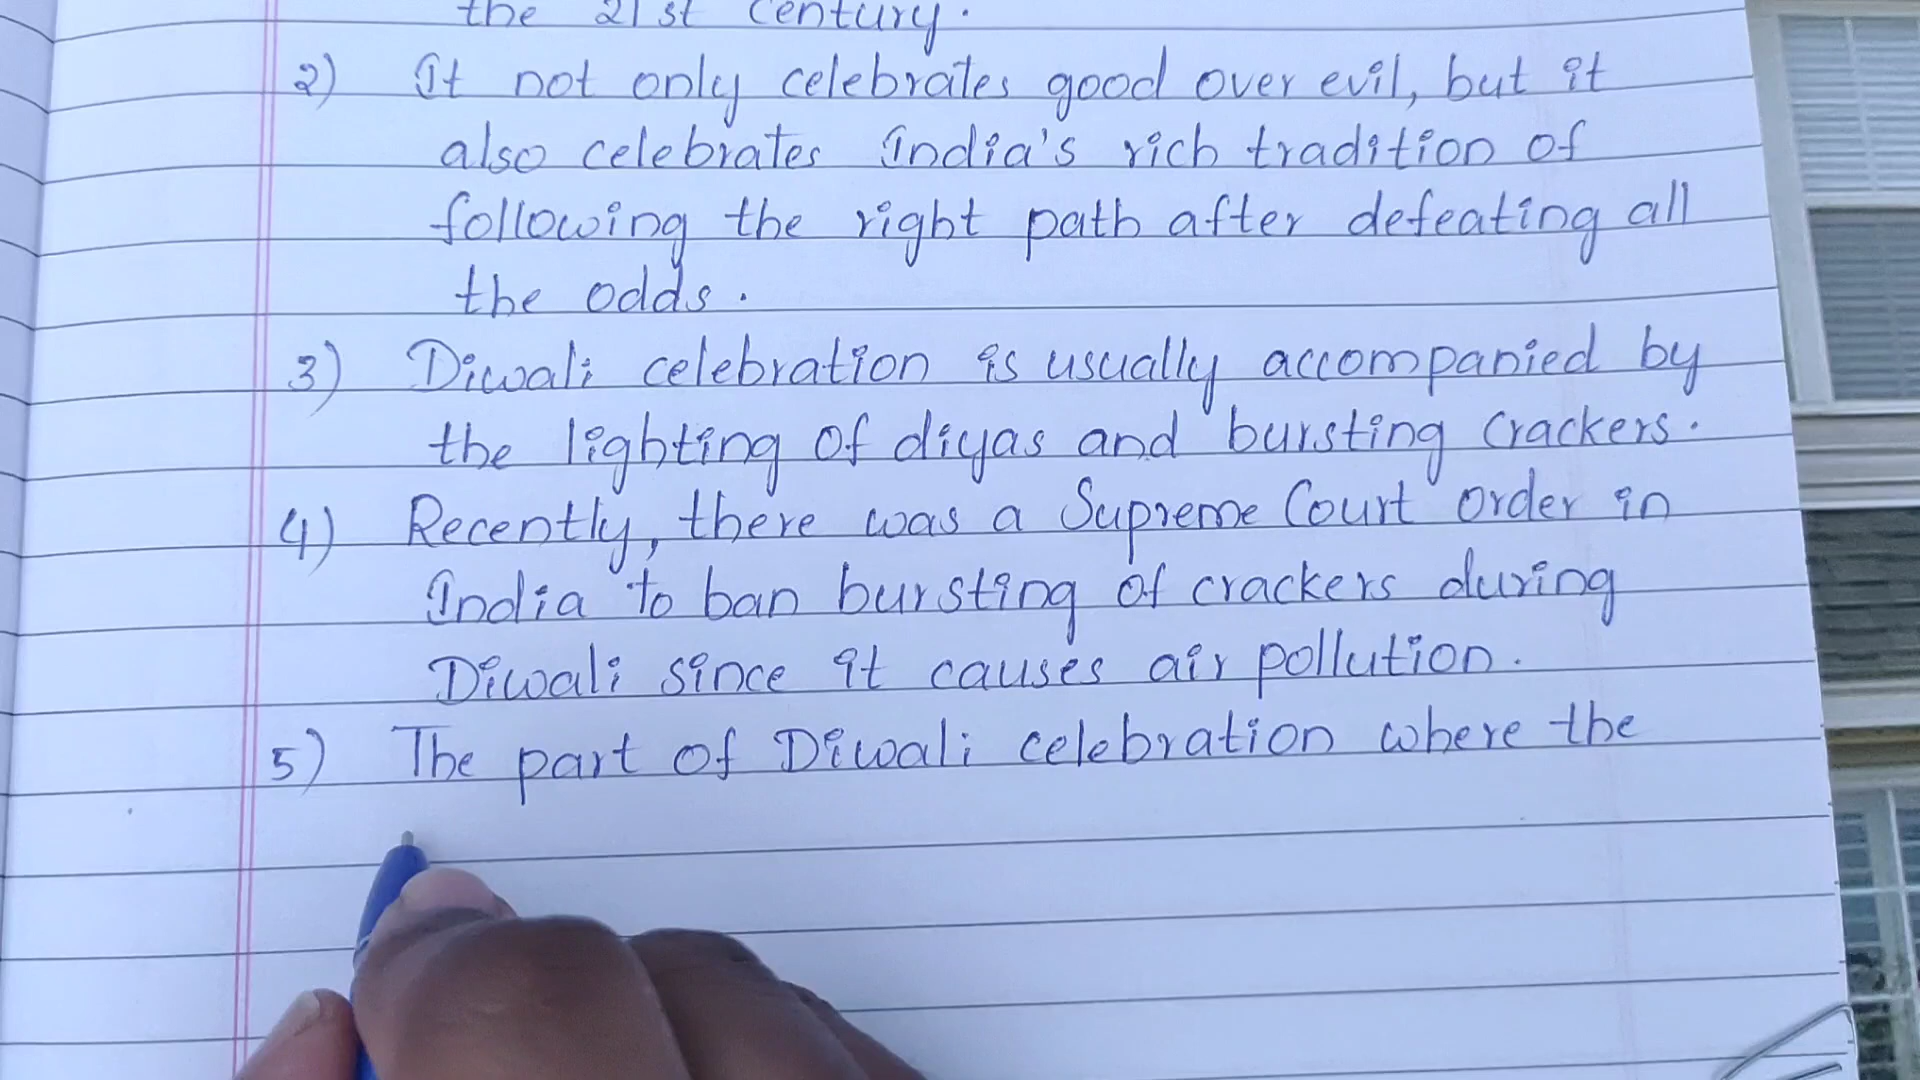 the 21st century.
2) It not only celebrates good over evil, but it
also celebrates India's rich tradition of
following the right path after defeating all
the odds.
3) Diwali celebration is usually accompanied by
the lighting of diyas and bursting crackers.
4) Recently, there was a Supreme Court order in
India to ban bursting of crackers during
Diwali since it causes air pollution.
5) The part of Diwali celebration where the